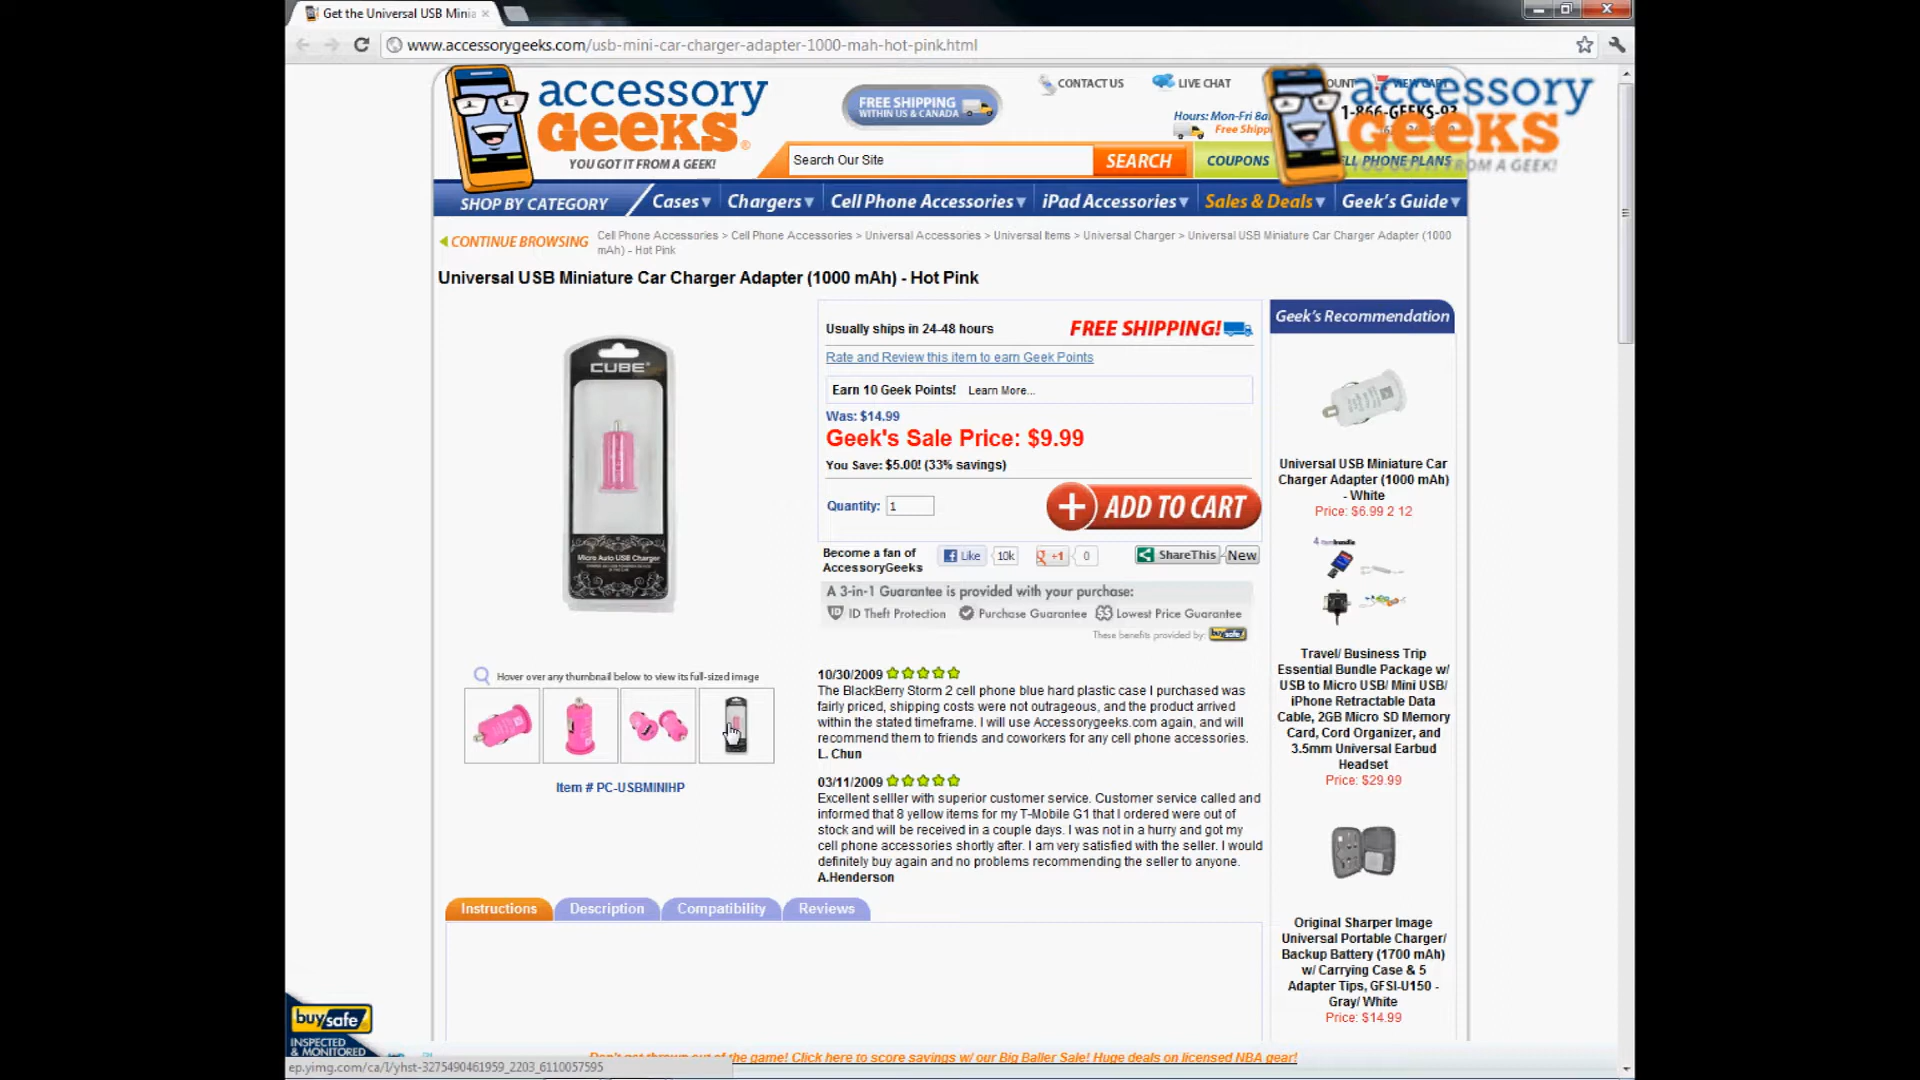 Get the Universal USB Minia
www.accessorygeeks.com/usb-mini-car-charger-adapter-1000-mah-hot-pink.html
accessory
GEEKS®
YOU GOT IT FROM A GEEK!
FREE SHIPPING
WITHIN US & CANADA
CONTACT US
LIVE CHAT
VIEW CART
Hours: Mon-Fri 8a
1-866-GEEKS-93
Free Shipp
accessory
GEEKS
YOU GOT IT FROM A GEEK!
Search Our Site
SEARCH
COUPONS
CELL PHONE PLANS
SHOP BY CATEGORY
Cases
Chargers
Cell Phone Accessories
iPad Accessories
Sales & Deals
Geek's Guide
CONTINUE BROWSING
Cell Phone Accessories > Cell Phone Accessories > Universal Accessories > Universal Items > Universal Charger > Universal USB Miniature Car Charger Adapter (1000
mAh) - Hot Pink
Universal USB Miniature Car Charger Adapter (1000 mAh) - Hot Pink
CUBE
Micro Auto USB Charger
Hover over any thumbnail below to view its full-sized image
Item # PC-USBMINIHP
Usually ships in 24-48 hours
FREE SHIPPING!
Rate and Review this item to earn Geek Points
Earn 10 Geek Points! Learn More...
Was: $14.99
Geek's Sale Price: $9.99
You Save: $5.00! (33% savings)
Quantity: 1
ADD TO CART
Become a fan of
AccessoryGeeks
Like 10k
+1 0
ShareThis New
A 3-in-1 Guarantee is provided with your purchase:
ID Theft Protection Purchase Guarantee Lowest Price Guarantee
These benefits provided by: buySAFE
10/30/2009
The BlackBerry Storm 2 cell phone blue hard plastic case I purchased was
fairly priced, shipping costs were not outrageous, and the product arrived
within the stated timeframe. I will use Accessorygeeks.com again, and will
recommend them to friends and coworkers for any cell phone accessories.
L. Chun
03/11/2009
Excellent selller with superior customer service. Customer service called and
informed that 8 yellow items for my T-Mobile G1 that I ordered were out of
stock and will be received in a couple days. I was not in a hurry and got my
cell phone accessories shortly after. I am very satisfied with the seller. I would
definitely buy again and no problems recommending the seller to anyone.
A.Henderson
Instructions
Description
Compatibility
Reviews
Geek's Recommendation
Universal USB Miniature Car
Charger Adapter (1000 mAh)
- White
Price: $6.99 2 12
Travel/ Business Trip
Essential Bundle Package w/
USB to Micro USB/ Mini USB/
iPhone Retractable Data
Cable, 2GB Micro SD Memory
Card, Cord Organizer, and
3.5mm Universal Earbud
Headset
Price: $29.99
Original Sharper Image
Universal Portable Charger/
Backup Battery (1700 mAh)
w/ Carrying Case & 5
Adapter Tips, GFSI-U150 -
Gray/ White
Price: $14.99
buySAFE
INSPECTED
& MONITORED
Don't get thrown out of the game! Click here to score savings w/ our Big Baller Sale! Huge deals on licensed NBA gear!
ep.yimg.com/ca/I/yhst-3275490461959_2203_6110057595